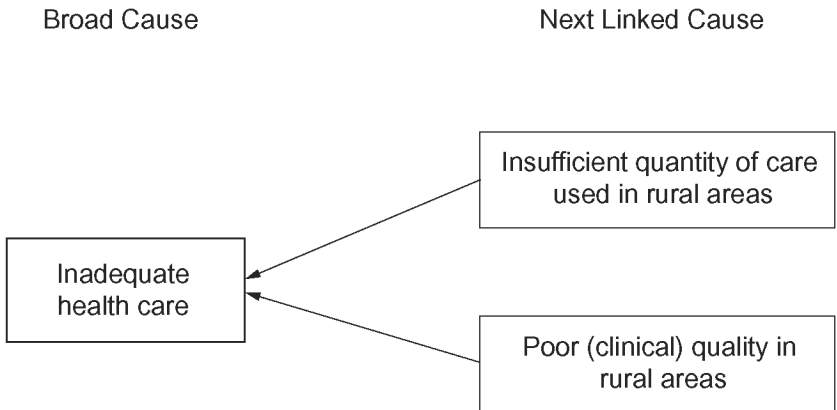 Broad Cause
Next Linked Cause
Insufficient quantity of care
used in rural areas
Inadequate
health care
Poor (clinical) quality in
rural areas